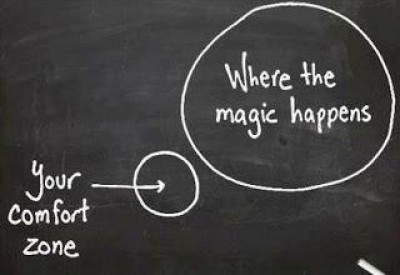 Where the
magic happens
Your
comfort
zone